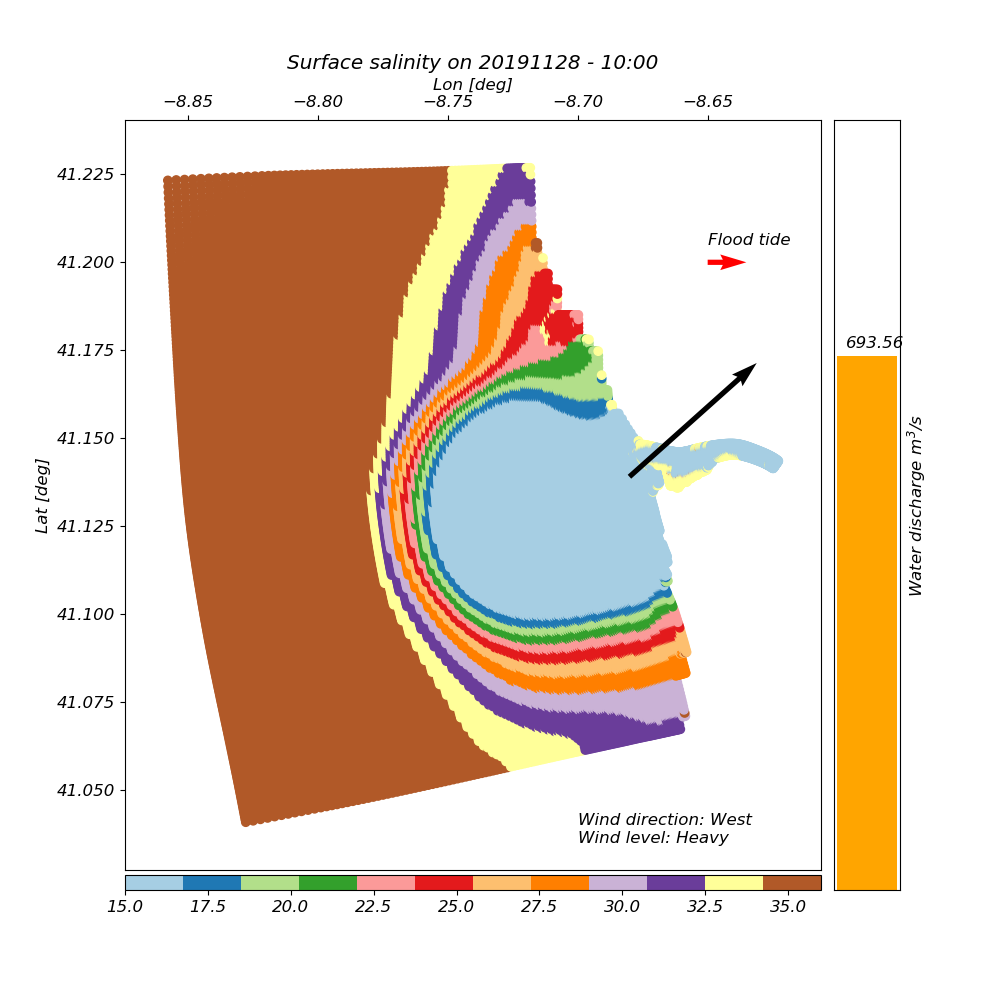 Surface salinity on 20191128 - 10:00
Lon [deg]
−8.85 −8.80 −8.75 −8.70 −8.65
41.225
41.200
41.175
41.150
41.125
41.100
41.075
41.050
Lat [deg]
Flood tide
693.56
Water discharge m³/s
Wind direction: West
Wind level: Heavy
15.0 17.5 20.0 22.5 25.0 27.5 30.0 32.5 35.0